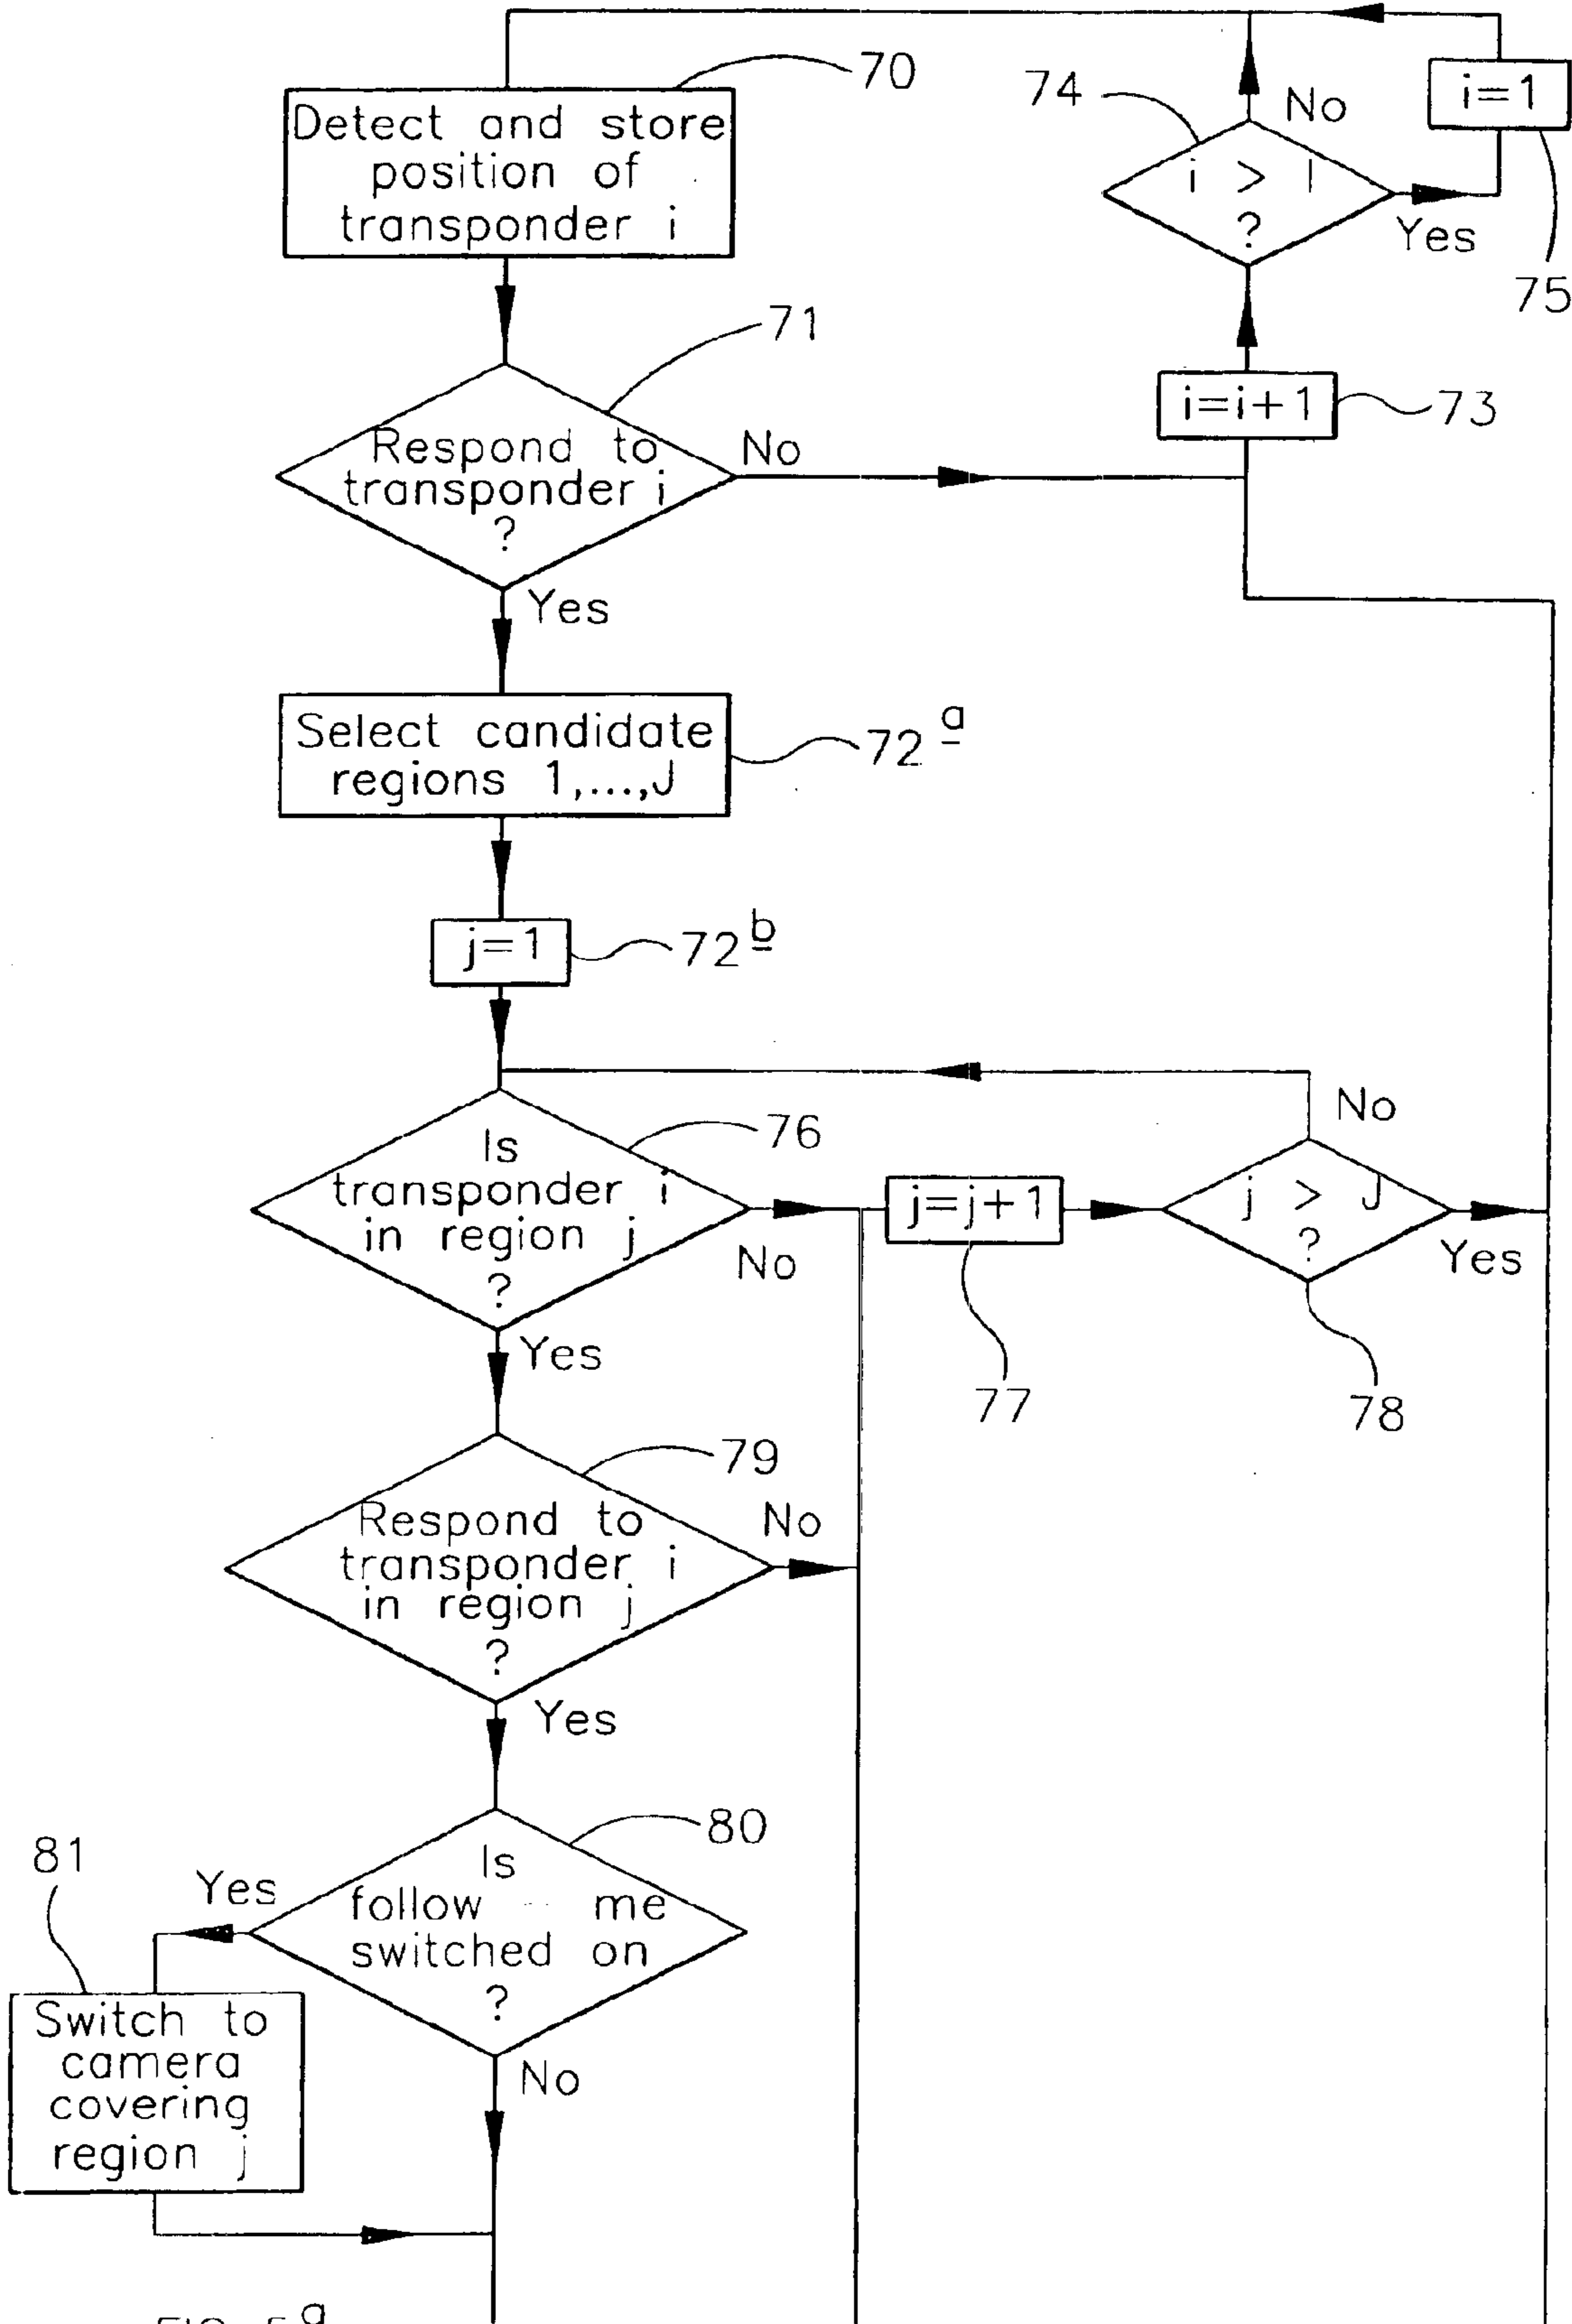 70
Detect and store
position of
transponder i
74
No
i=1
i > I
?
Yes
75
71
i=i+1
73
Respond to
transponder i
?
No
Yes
Select candidate
regions 1,...,J
72a
j=1
72b
No
76
Is
transponder i
in region j
?
No
j=j+1
j > J
?
Yes
Yes
77
78
79
Respond to
transponder i
in region j
?
No
Yes
80
81
Yes
Is
follow - me
switched on
?
Switch to
camera
covering
region j
No